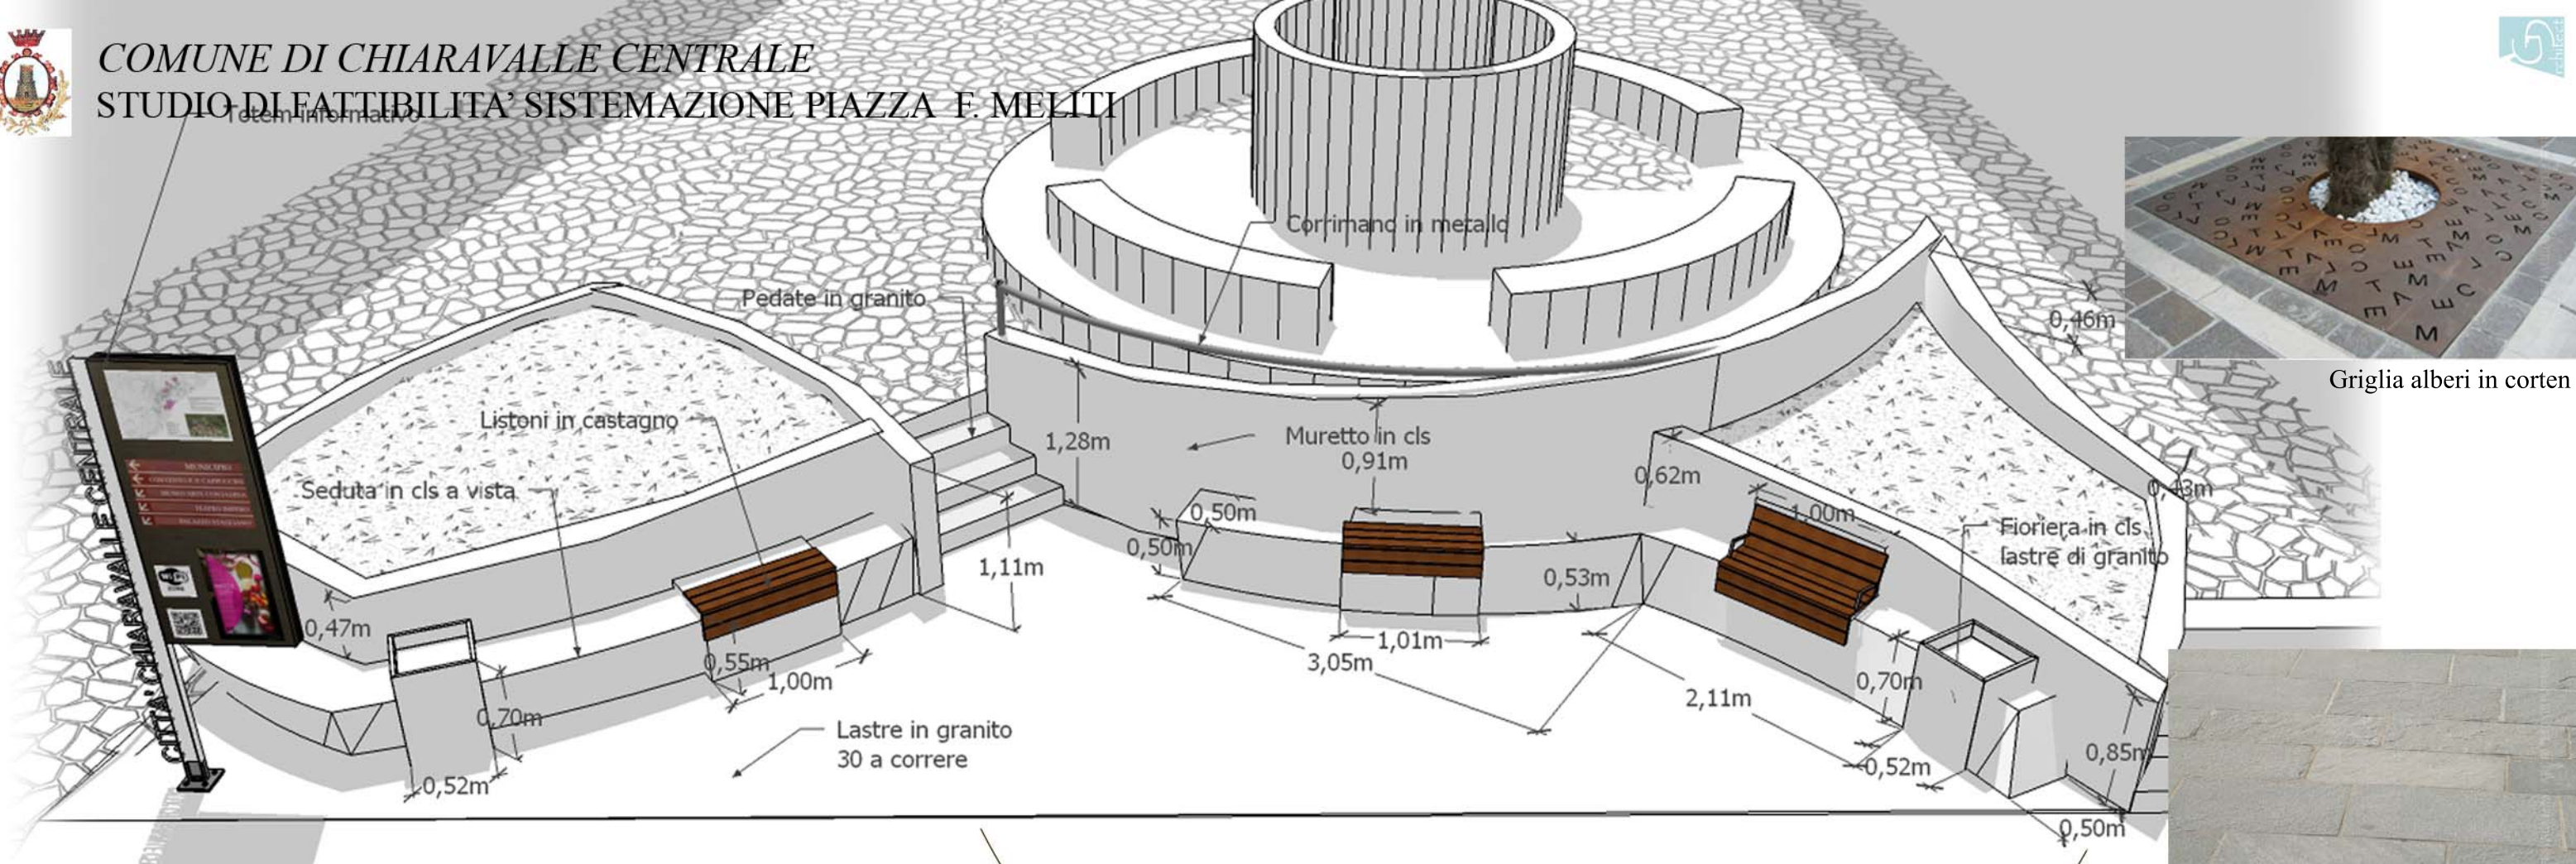 COMUNE DI CHIARAVALLE CENTRALE
STUDIO DI FATTIBILITA' SISTEMAZIONE PIAZZA F. MELITI
Totem informativo
architect
Corrimano in metallo
Pedate in granito
0,46m
Griglia alberi in corten
Listoni in castagno
1,28m
Muretto in cls
0,91m
0,62m
Seduta in cls a vista
0,43m
0,50m
1,00m
Fioriera in cls
lastre di granito
0,50m
1,11m
0,53m
0,47m
1,01m
3,05m
0,55m
1,00m
0,70m
2,11m
0,70m
Lastre in granito
30 a correre
0,85m
0,52m
0,52m
0,50m
CITTA' CHIARAVALLE CENTRALE
MUNICIPIO
WI-FI